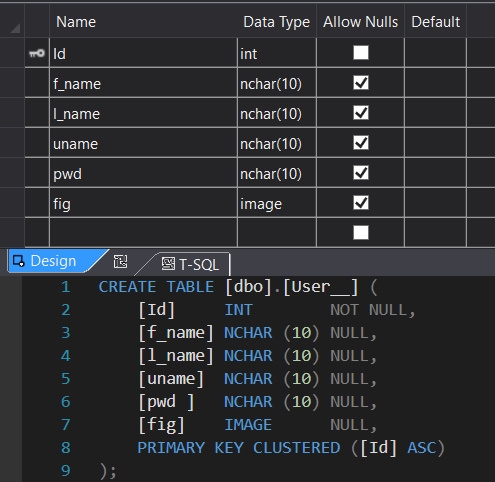 Name Data Type Allow Nulls Default
Id int
f_name nchar(10)
l_name nchar(10)
uname nchar(10)
pwd nchar(10)
fig image
Design T-SQL
1 CREATE TABLE [dbo].[User__] (
2 [Id] INT NOT NULL,
3 [f_name] NCHAR (10) NULL,
4 [l_name] NCHAR (10) NULL,
5 [uname] NCHAR (10) NULL,
6 [pwd ] NCHAR (10) NULL,
7 [fig] IMAGE NULL,
8 PRIMARY KEY CLUSTERED ([Id] ASC)
9 );